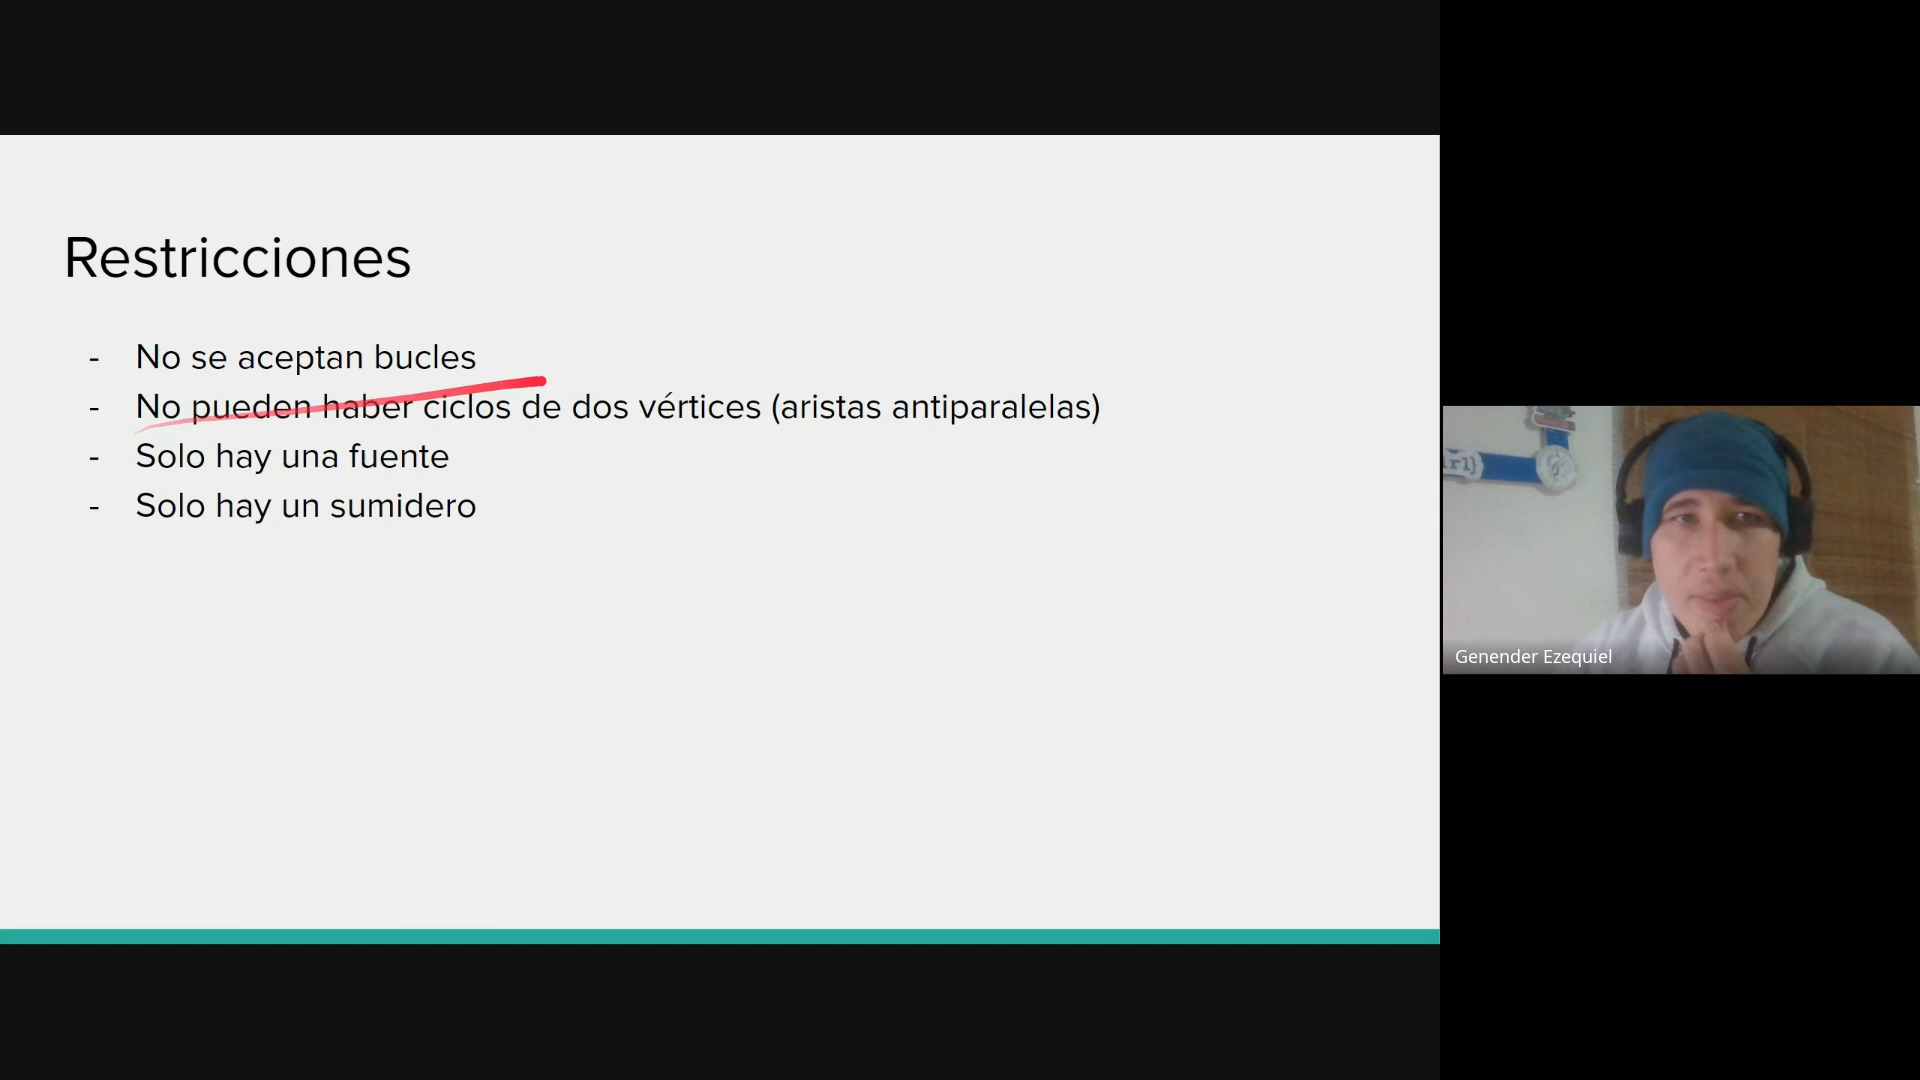 Restricciones
- No se aceptan bucles
- No pueden haber ciclos de dos vértices (aristas antiparalelas)
- Solo hay una fuente
- Solo hay un sumidero
Genender Ezequiel